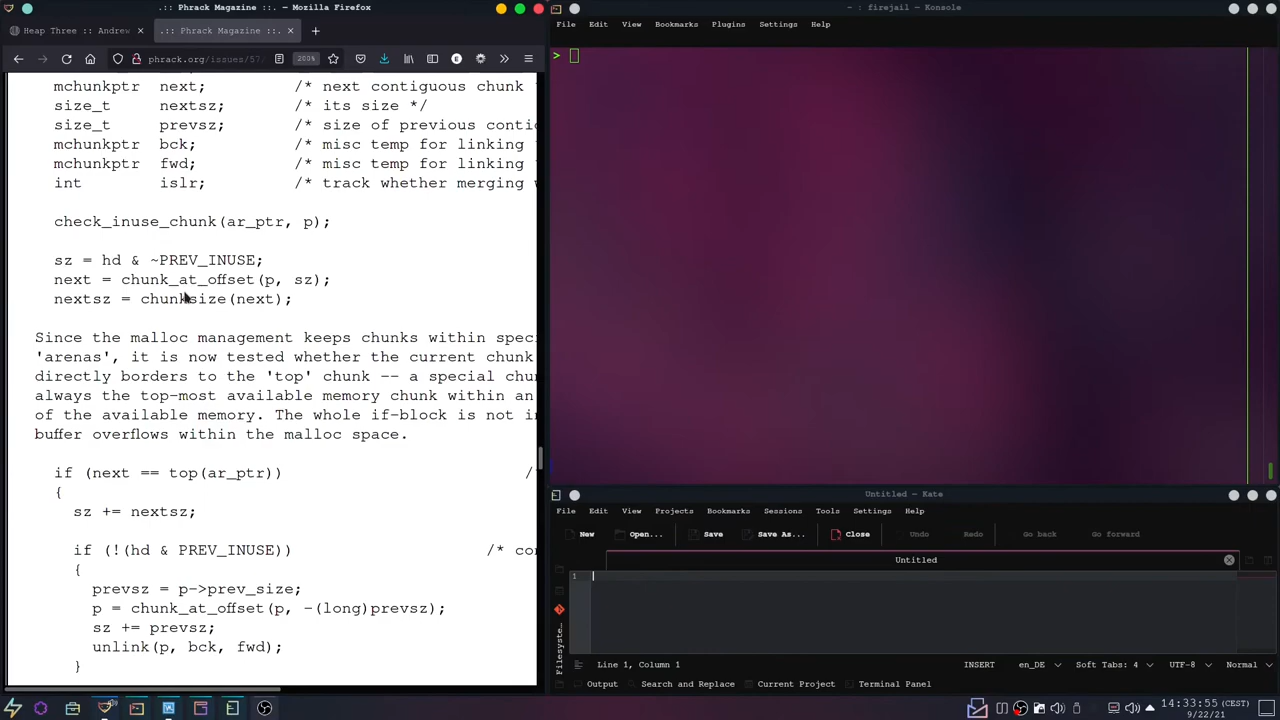 .:: Phrack Magazine ::. — Mozilla Firefox
Heap Three :: Andrew
.:: Phrack Magazine ::.
phrack.org/issues/57/
200%
mchunkptr next; /* next contiguous chunk
size_t nextsz; /* its size */
size_t prevsz; /* size of previous conti
mchunkptr bck; /* misc temp for linking
mchunkptr fwd; /* misc temp for linking
int islr; /* track whether merging
check_inuse_chunk(ar_ptr, p);
sz = hd & ~PREV_INUSE;
next = chunk_at_offset(p, sz);
nextsz = chunksize(next);
Since the malloc management keeps chunks within spec
'arenas', it is now tested whether the current chunk
directly borders to the 'top' chunk -- a special chu
always the top-most available memory chunk within an
of the available memory. The whole if-block is not i
buffer overflows within the malloc space.
if (next == top(ar_ptr)) /
{
sz += nextsz;
if (!(hd & PREV_INUSE)) /* co
{
prevsz = p->prev_size;
p = chunk_at_offset(p, -(long)prevsz);
sz += prevsz;
unlink(p, bck, fwd);
}
~ : firejail — Konsole
File Edit View Bookmarks Plugins Settings Help
>
Untitled — Kate
File Edit View Projects Bookmarks Sessions Tools Settings Help
New Open... Save Save As... Close Undo Redo Go back Go forward
Untitled
1
Filesyste...
Line 1, Column 1 INSERT en_DE Soft Tabs: 4 UTF-8 Normal
Output Search and Replace Current Project Terminal Panel
14:33:55 (CEST)
9/22/21